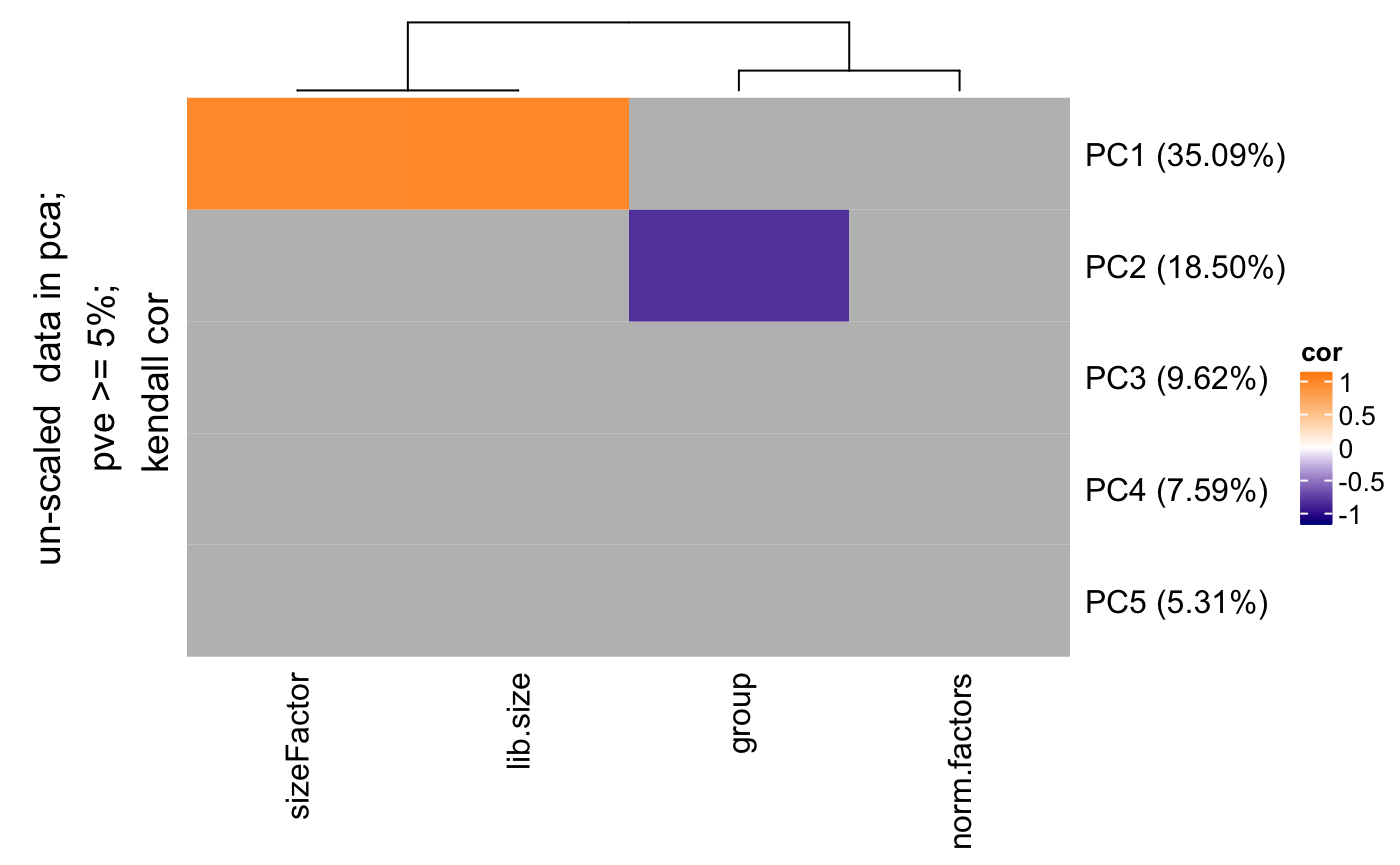 un-scaled  data in pca;
pve >= 5%;
kendall cor
PC1 (35.09%)
PC2 (18.50%)
PC3 (9.62%)
PC4 (7.59%)
PC5 (5.31%)
cor
1
0.5
0
-0.5
-1
sizeFactor
lib.size
group
norm.factors